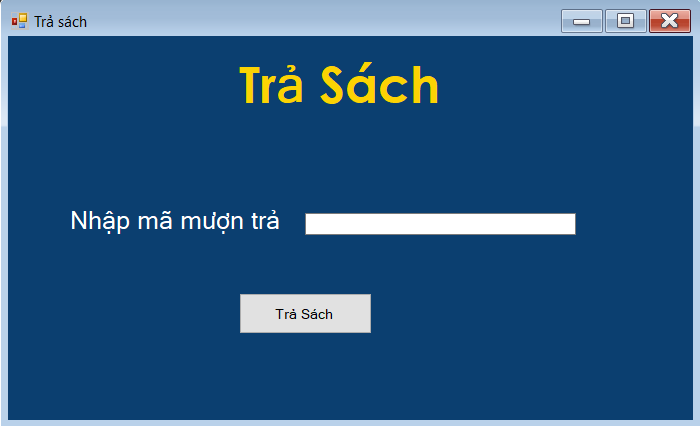 Trả sách
Trả Sách
Nhập mã mượn trả
Trả Sách